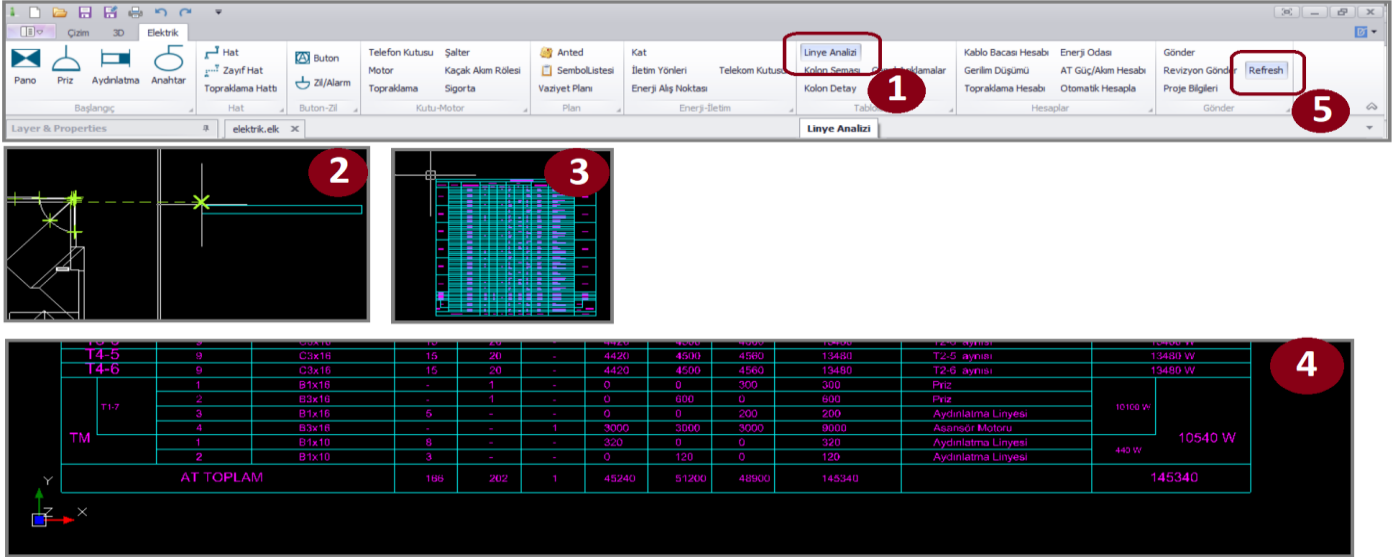 Çizim 3D Elektrik
Pano Priz Aydınlatma Anahtar
Başlangıç
Hat
Zayıf Hat
Topraklama Hattı
Hat
Buton
Zil/Alarm
Buton-Zil
Telefon Kutusu Şalter
Motor Kaçak Akım Rölesi
Topraklama Sigorta
Kutu-Motor
Anted
SembolListesi
Vaziyet Planı
Plan
Kat
İletim Yönleri Telekom Kutusu
Enerji Alış Noktası
Enerji-İletim
Linye Analizi
Kolon Şeması
Kolon Detay
1
Kablo Bacası Hesabı Enerji Odası
Gerilim Düşümü AT Güç/Akım Hesabı
Topraklama Hesabı Otomatik Hesapla
Hesaplar
Gönder
Revizyon Gönder Refresh
Proje Bilgileri
Gönder
5
Layer & Properties elektrik.elk Linye Analizi
2
3
4
T4-5 9 C3x16 15 20 - 4420 4500 4560 13480 T2-5 aynısı 13480 W
T4-6 9 C3x16 15 20 - 4420 4500 4560 13480 T2-6 aynısı 13480 W
1 B1x16 - 1 - 0 0 300 300 Priz
2 B3x16 - 1 - 0 600 0 600 Priz
T1-7 10100 W
3 B1x16 5 - - 0 0 200 200 Aydınlatma Linyesi
4 B3x16 - - 1 3000 3000 3000 9000 Asansör Motoru
TM 10540 W
1 B1x10 8 - - 320 0 0 320 Aydınlatma Linyesi
440 W
2 B1x10 3 - - 0 120 0 120 Aydınlatma Linyesi
AT TOPLAM 166 202 1 45240 51200 48900 145340 145340
Y
Z X